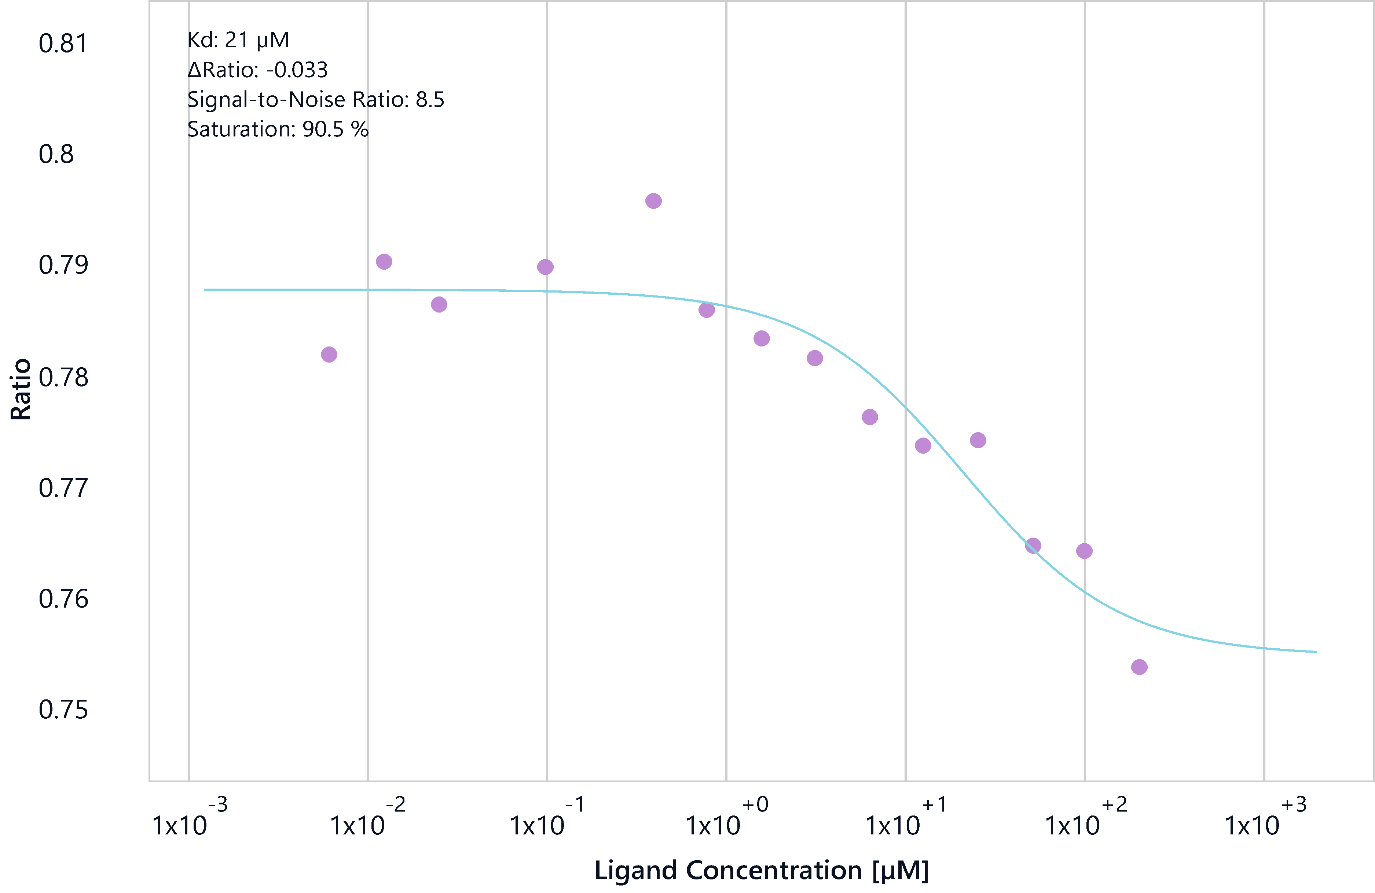 Kd: 21 µM
ΔRatio: -0.033
Signal-to-Noise Ratio: 8.5
Saturation: 90.5 %
0.81
0.8
0.79
0.78
0.77
0.76
0.75
Ratio
1x10-3
1x10-2
1x10-1
1x10+0
1x10+1
1x10+2
1x10+3
Ligand Concentration [µM]